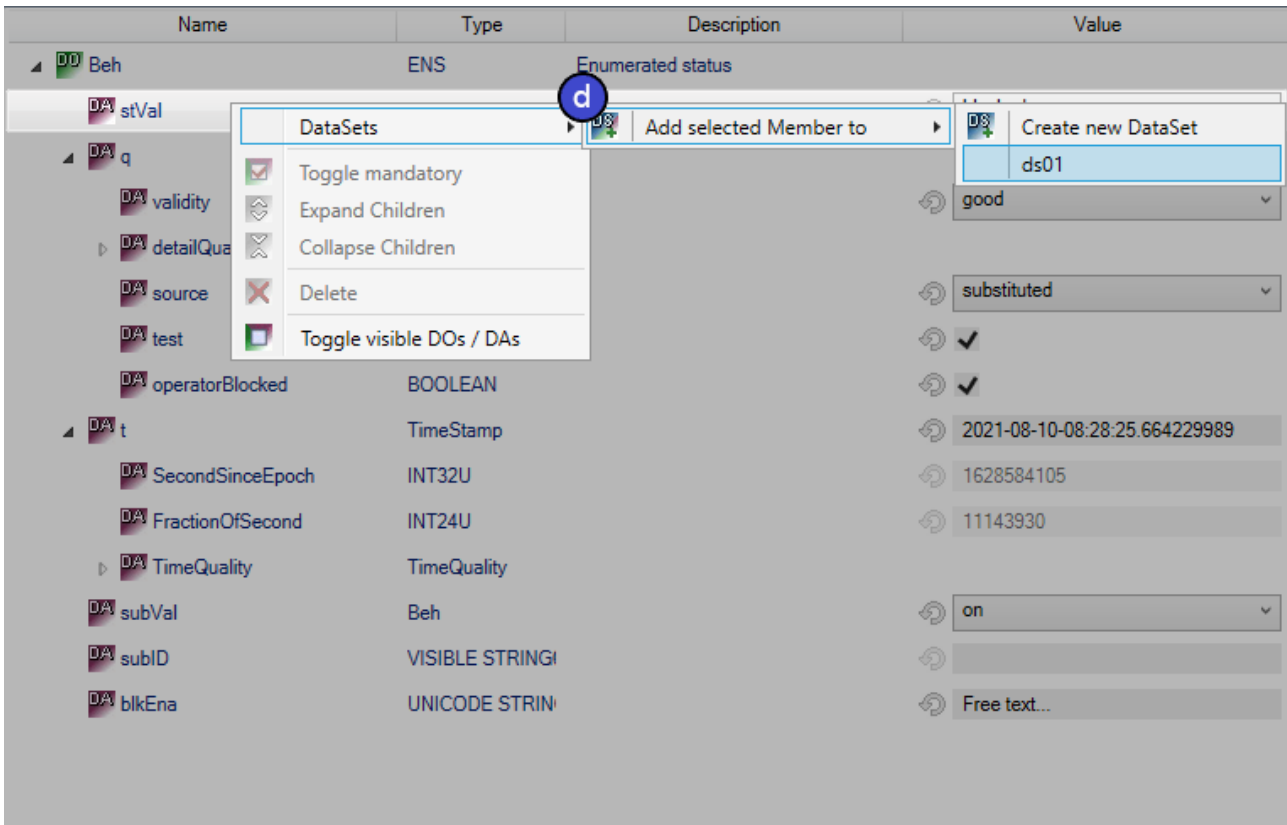 Name Type Description Value
DO Beh ENS Enumerated status
DA stVal
d
DataSets
DS Add selected Member to
DS Create new DataSet
ds01
DA q
Toggle mandatory
DA validity
Expand Children
good
DA detailQua
Collapse Children
DA source
Delete
substituted
DA test
Toggle visible DOs / DAs
DA operatorBlocked BOOLEAN
DA t TimeStamp 2021-08-10-08:28:25.664229989
DA SecondSinceEpoch INT32U 1628584105
DA FractionOfSecond INT24U 11143930
DA TimeQuality TimeQuality
DA subVal Beh on
DA subID VISIBLE STRING(
DA blkEna UNICODE STRIN Free text...